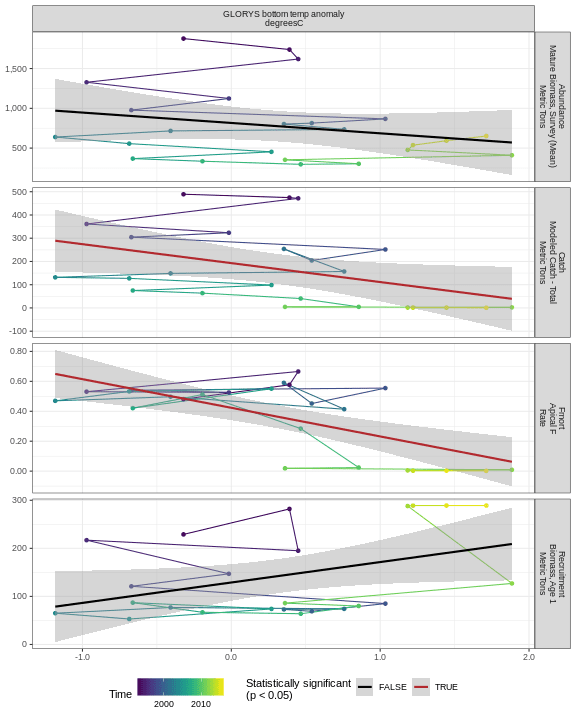 GLORYS bottom temp anomaly
degreesC
1,500
1,000
500
Abundance
Mature Biomass, Survey (Mean)
Metric Tons
500
400
300
200
100
0
-100
Catch
Modeled Catch - Total
Metric Tons
0.80
0.60
0.40
0.20
0.00
Fmort
Apical F
Rate
300
200
100
0
Recruitment
Biomass, Age 1
Metric Tons
-1.0
0.0
1.0
2.0
Time
2000
2010
Statistically significant
(p < 0.05)
FALSE
TRUE